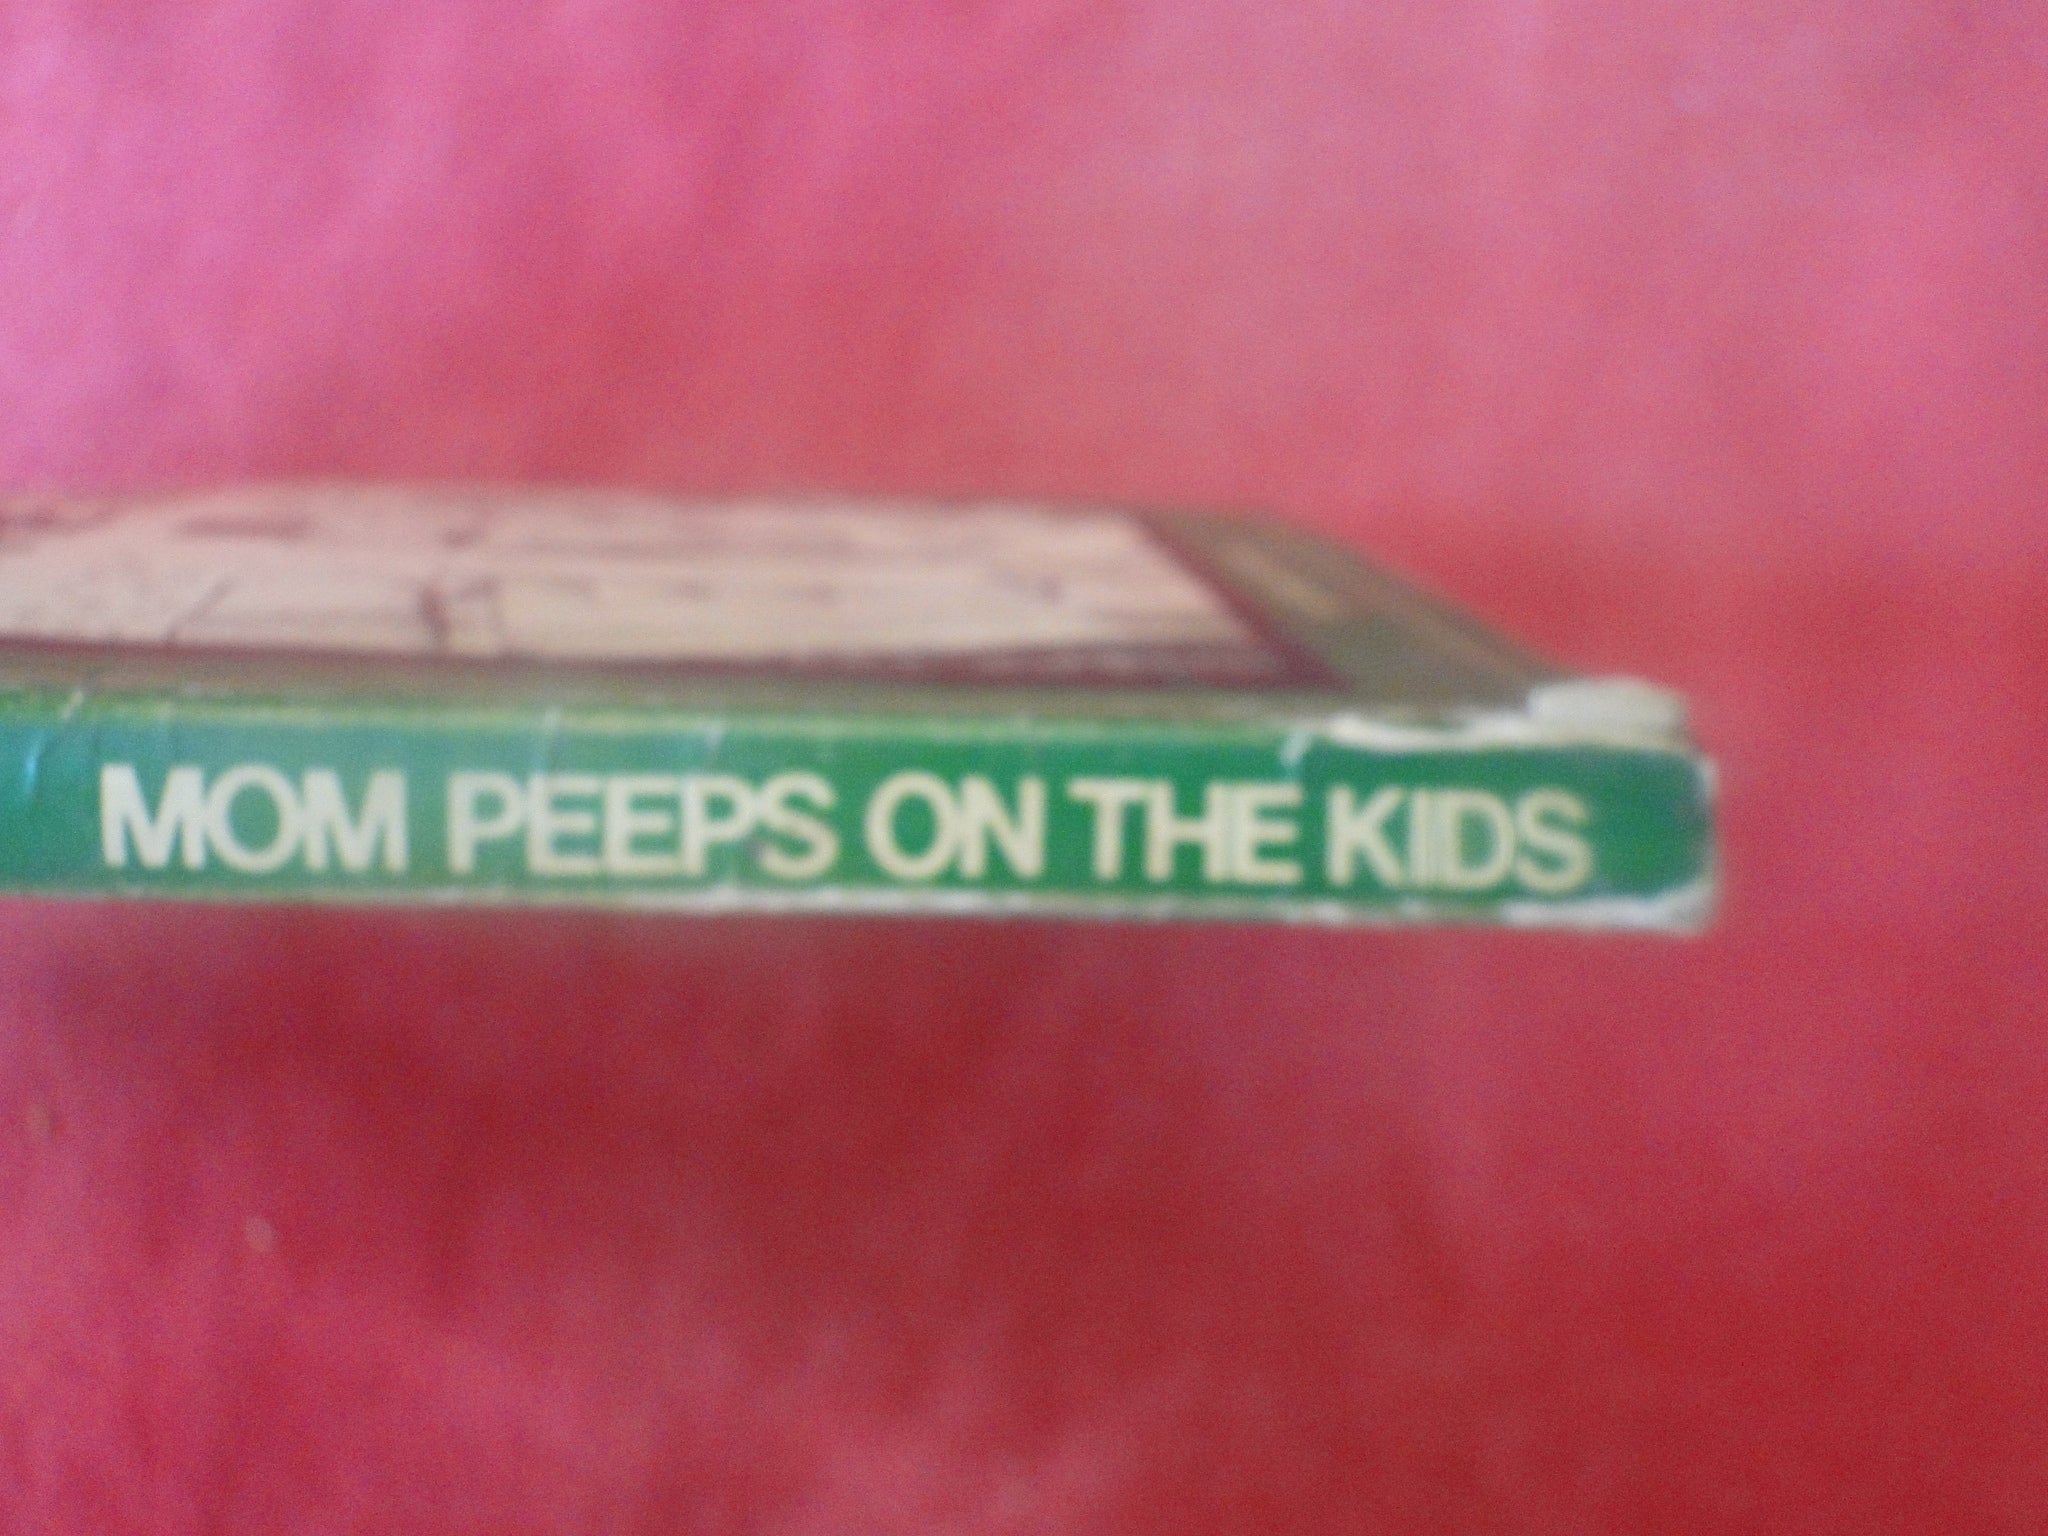 MOM PEEPS ON THE KIDS